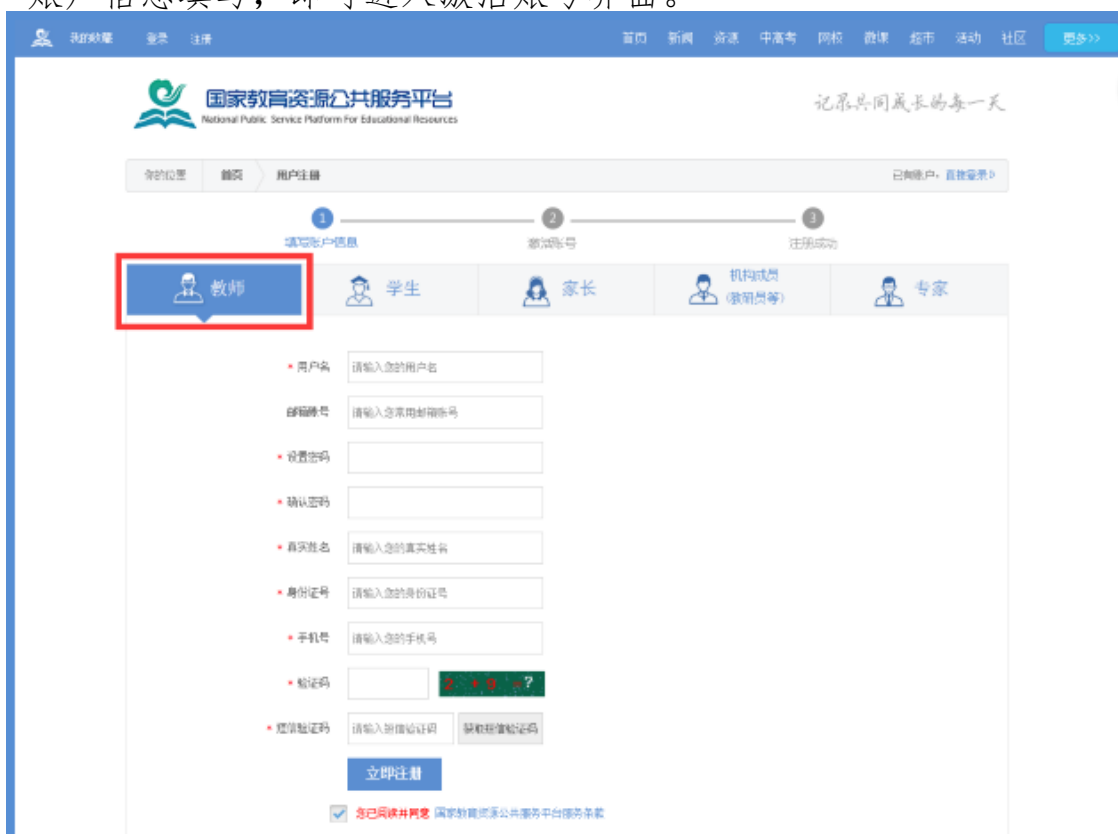 账户信息填写，即可进入激活账号界面。
我的收藏 登录 注册 首页 新闻 资源 中高考 网校 微课 超市 活动 社区 更多>>
国家教育资源公共服务平台
National Public Service Platform For Educational Resources
记录共同成长的每一天
你的位置 首页 用户注册 已有账户，直接登录
1 2 3
填写账户信息 激活账号 注册成功
教师 学生 家长 机构成员 专家
(教研员等)
* 用户名 请输入您的用户名
邮箱账号 请输入您常用邮箱账号
* 设置密码
* 确认密码
* 真实姓名 请输入您的真实姓名
* 身份证号 请输入您的身份证号
* 手机号 请输入您的手机号
* 验证码 2 + 9 = ?
* 短信验证码 请输入短信验证码 获取短信验证码
立即注册
您已阅读并同意 国家教育资源公共服务平台服务条款